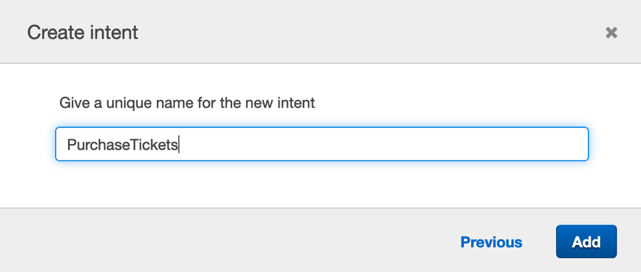 Create intent
Give a unique name for the new intent
PurchaseTickets
Previous
Add